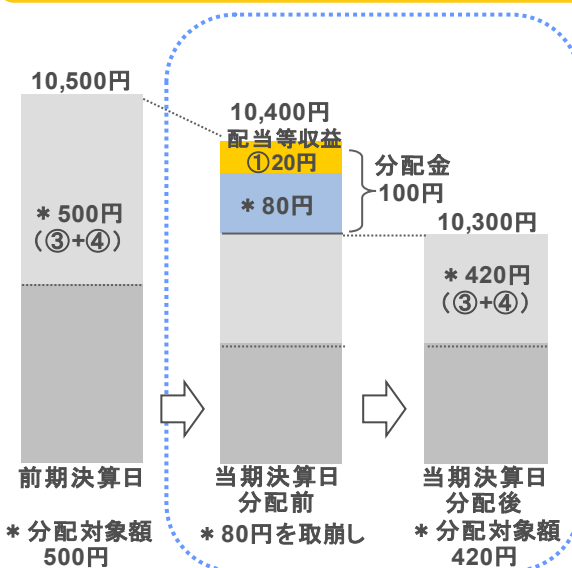 10,500円
＊500円
（③+④）
前期決算日
＊分配対象額
500円
10,400円
配当等収益
①20円
＊80円
分配金
100円
当期決算日
分配前
＊80円を取崩し
10,300円
＊420円
（③+④）
当期決算日
分配後
＊分配対象額
420円